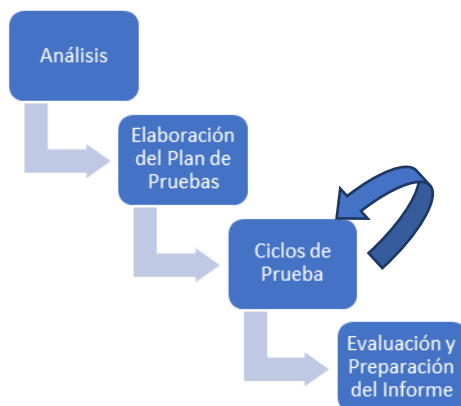 Análisis
Elaboración
del Plan de
Pruebas
Ciclos de
Prueba
Evaluación y
Preparación
del Informe